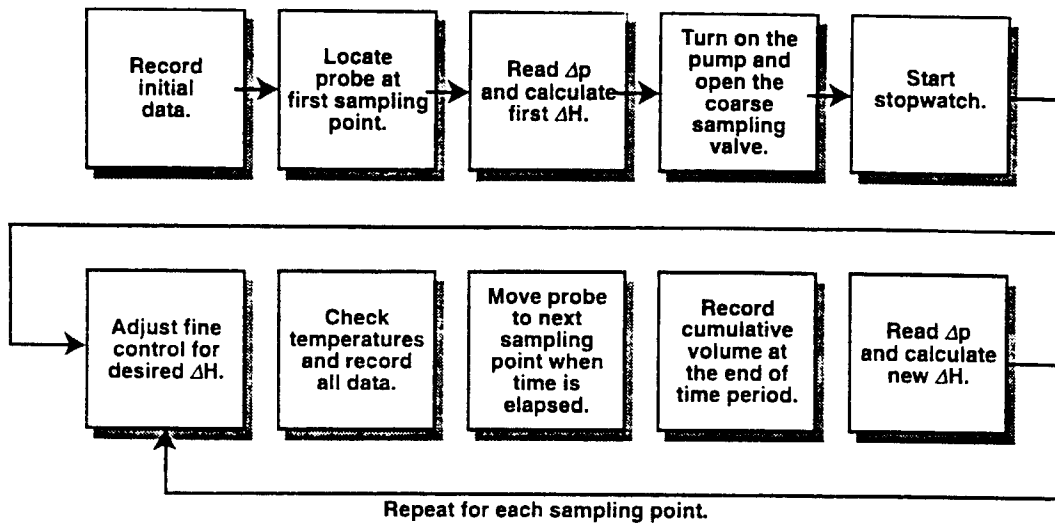 Record
initial
data.
Locate
probe at
first sampling
point.
Read Δp
and calculate
first ΔH.
Turn on the
pump and
open the
coarse
sampling
valve.
Start
stopwatch.
Adjust fine
control for
desired ΔH.
Check
temperatures
and record
all data.
Move probe
to next
sampling
point when
time is
elapsed.
Record
cumulative
volume at
the end of
time period.
Read Δp
and calculate
new ΔH.
Repeat for each sampling point.